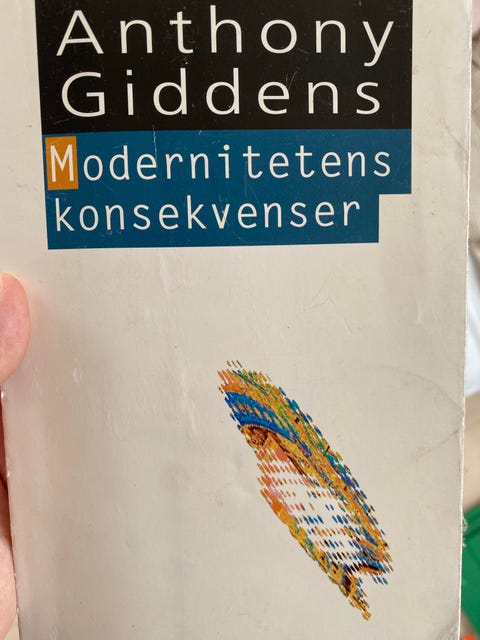 Anthony
Giddens
Modernitetens
konsekvenser